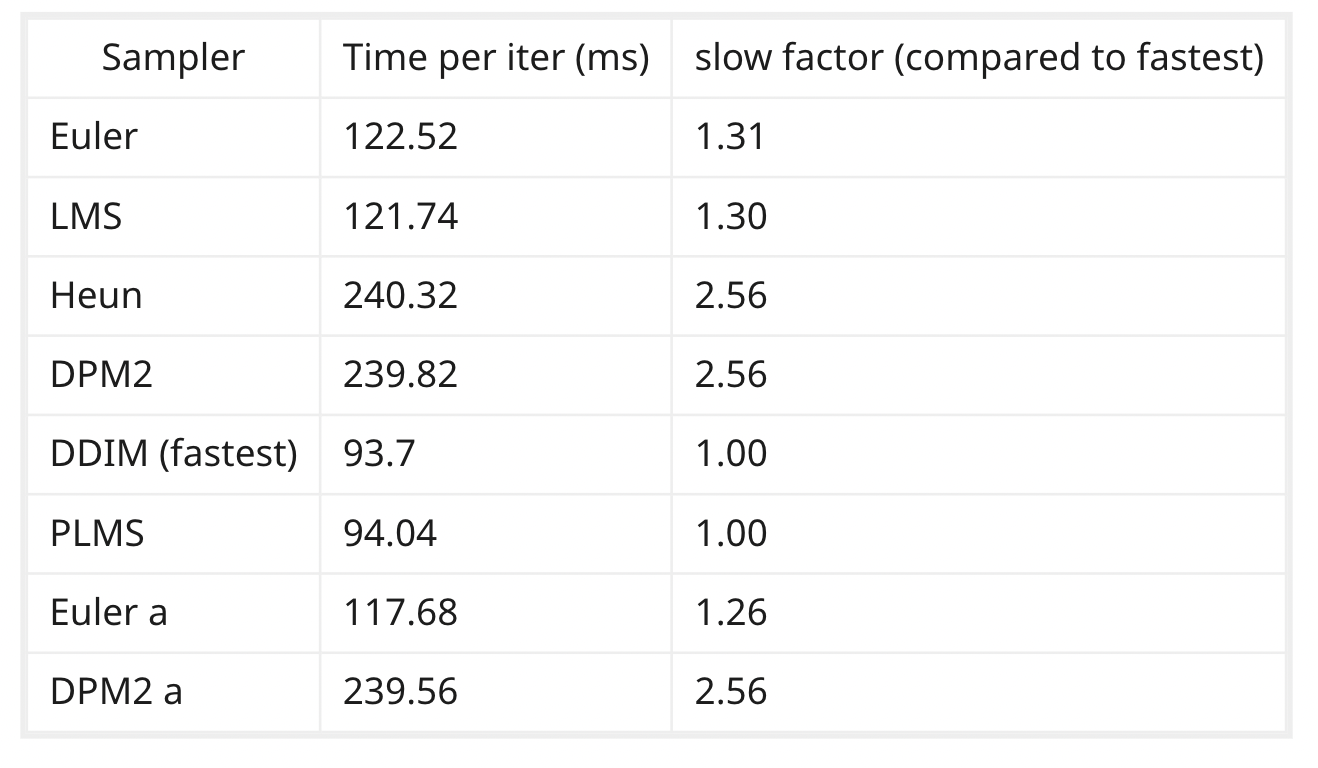 Sampler Time per iter (ms) slow factor (compared to fastest)
Euler 122.52 1.31
LMS 121.74 1.30
Heun 240.32 2.56
DPM2 239.82 2.56
DDIM (fastest) 93.7 1.00
PLMS 94.04 1.00
Euler a 117.68 1.26
DPM2 a 239.56 2.56